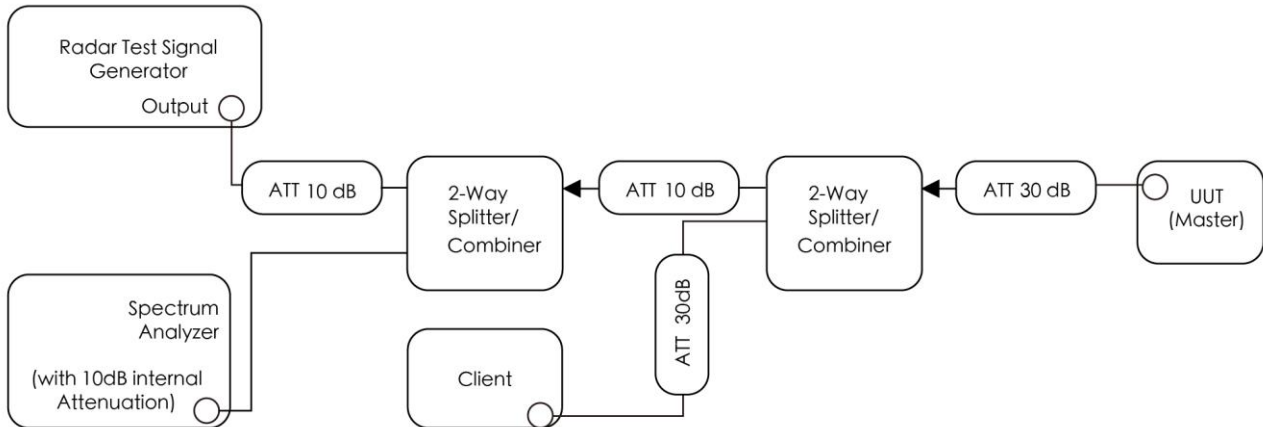 Radar Test Signal
Generator
Output
ATT 10 dB
2-Way
Splitter/
Combiner
ATT 10 dB
2-Way
Splitter/
Combiner
ATT 30 dB
UUT
(Master)
Spectrum
Analyzer
(with 10dB internal
Attenuation)
Client
ATT 30dB